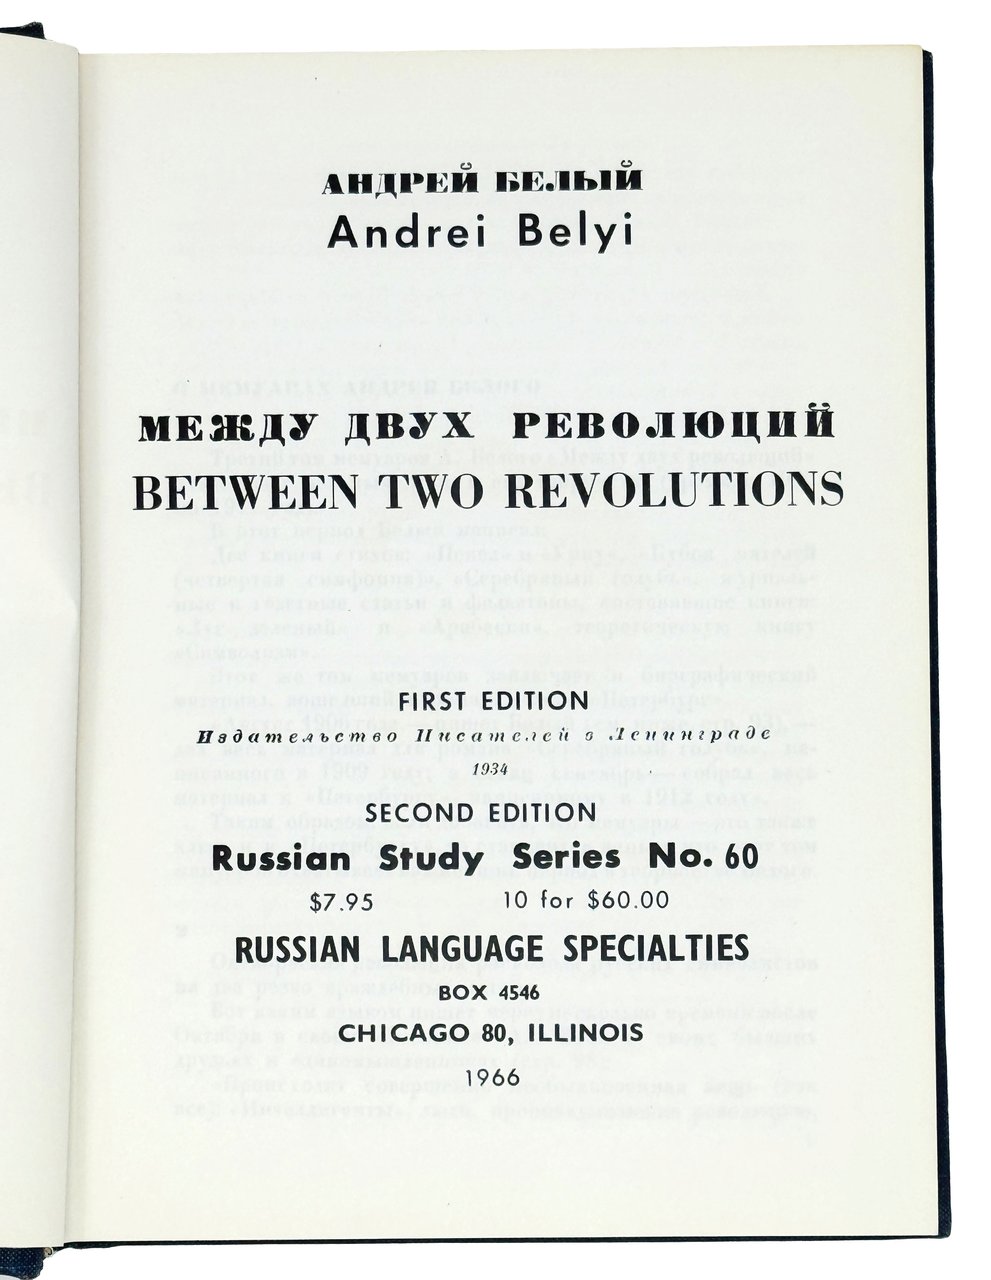 АНДРЕЙ БЕЛЫЙ
Andrei Belyi
МЕЖДУ ДВУХ РЕВОЛЮЦИЙ
BETWEEN TWO REVOLUTIONS
FIRST EDITION
Издательство Писателей в Ленинграде
1934
SECOND EDITION
Russian Study Series No. 60
$7.95 10 for $60.00
RUSSIAN LANGUAGE SPECIALTIES
BOX 4546
CHICAGO 80, ILLINOIS
1966